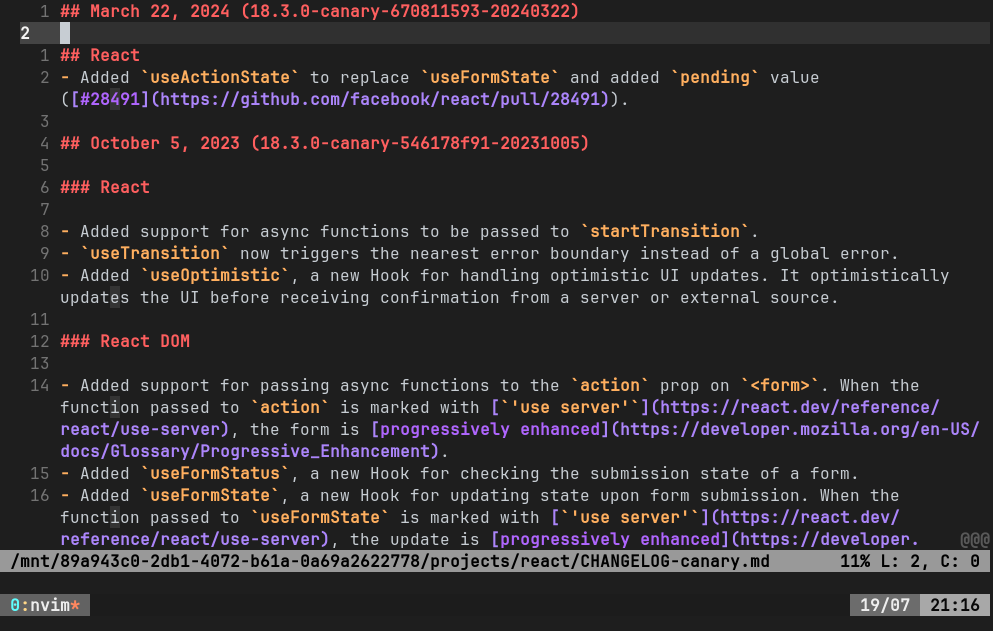 1 ## March 22, 2024 (18.3.0-canary-670811593-20240322)
2
1 ## React
2 - Added `useActionState` to replace `useFormState` and added `pending` value
([#28491](https://github.com/facebook/react/pull/28491)).
3
4 ## October 5, 2023 (18.3.0-canary-546178f91-20231005)
5
6 ### React
7
8 - Added support for async functions to be passed to `startTransition`.
9 - `useTransition` now triggers the nearest error boundary instead of a global error.
10 - Added `useOptimistic`, a new Hook for handling optimistic UI updates. It optimistically
updates the UI before receiving confirmation from a server or external source.
11
12 ### React DOM
13
14 - Added support for passing async functions to the `action` prop on `<form>`. When the
function passed to `action` is marked with [`'use server'`](https://react.dev/reference/
react/use-server), the form is [progressively enhanced](https://developer.mozilla.org/en-US/
docs/Glossary/Progressive_Enhancement).
15 - Added `useFormStatus`, a new Hook for checking the submission state of a form.
16 - Added `useFormState`, a new Hook for updating state upon form submission. When the
function passed to `useFormState` is marked with [`'use server'`](https://react.dev/
reference/react/use-server), the update is [progressively enhanced](https://developer. @@@
/mnt/89a943c0-2db1-4072-b61a-0a69a2622778/projects/react/CHANGELOG-canary.md 11% L: 2, C: 0
0:nvim* 19/07 21:16